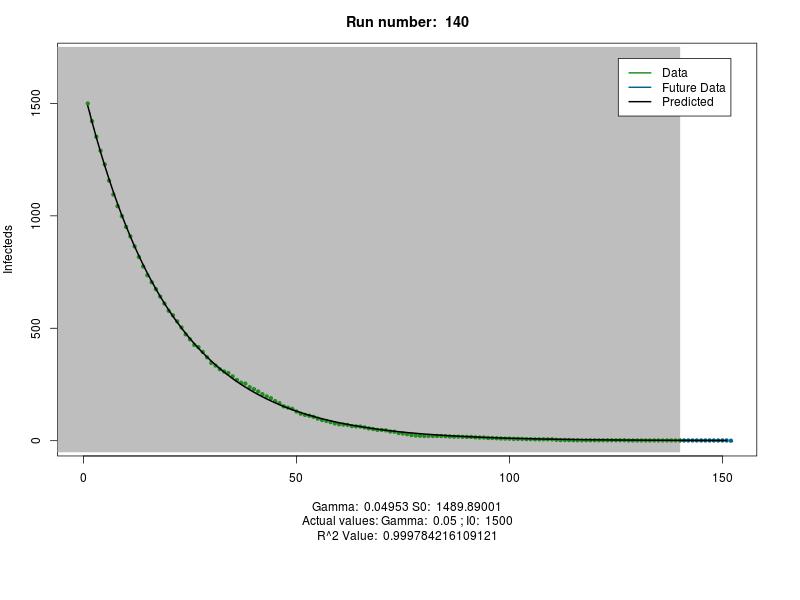 Run number:  140
Data
Future Data
Predicted
Infecteds
1500
1000
500
0
0 50 100 150
Gamma:  0.04953 S0:  1489.89001
Actual values: Gamma:  0.05 ; I0:  1500
R^2 Value:  0.999784216109121